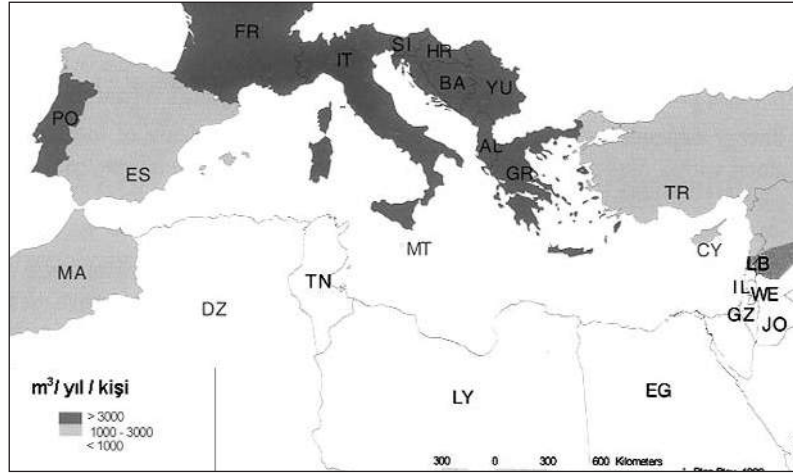 FR
SI
HR
IT
BA
YU
PO
AL
GR
ES
TR
MT
CY
LB
MA
TN
IL
WE
DZ
GZ
JO
m³/ yıl / kişi
LY
EG
> 3000
1000 - 3000
< 1000
300 0 300 600 Kilometers